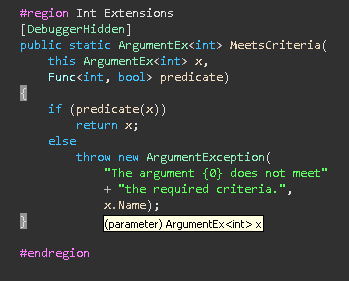 #region Int Extensions
[DebuggerHidden]
public static ArgumentEx<int> MeetsCriteria(
this ArgumentEx<int> x,
Func<int, bool> predicate)
{
if (predicate(x))
return x;
else
throw new ArgumentException(
"The argument {0} does not meet"
+ "the required criteria.",
x.Name);
(parameter) ArgumentEx<int> x
}
#endregion